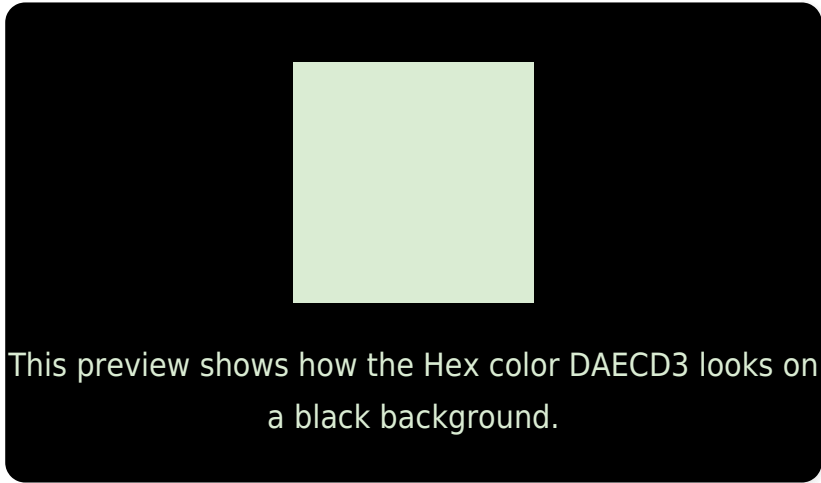 This preview shows how the Hex color DAECD3 looks on
a black background.